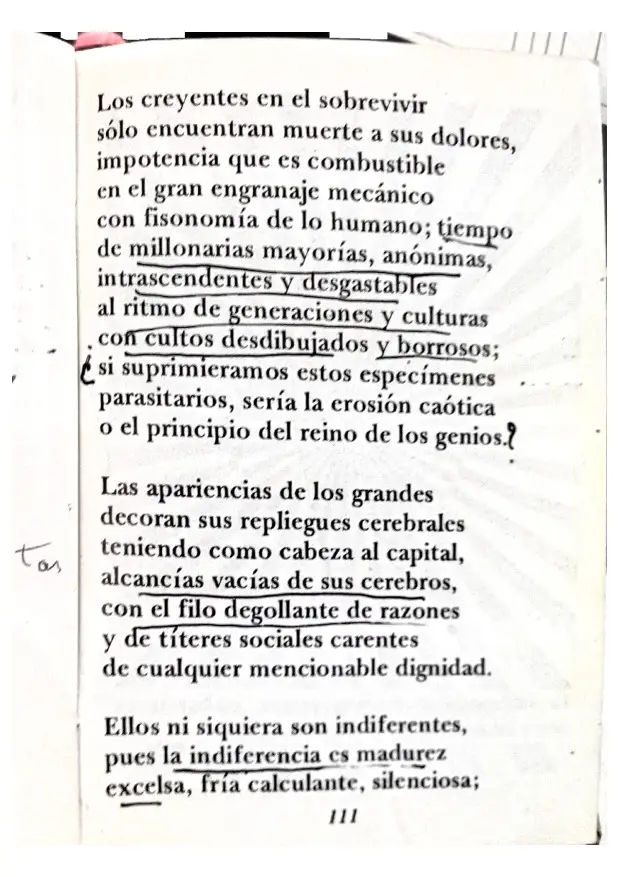 Los creyentes en el sobrevivir
sólo encuentran muerte a sus dolores,
impotencia que es combustible
en el gran engranaje mecánico
con fisonomía de lo humano; tiempo
de millonarias mayorías, anónimas,
intrascendentes y desgastables
al ritmo de generaciones y culturas
con cultos desdibujados y borrosos;
¿si suprimieramos estos especímenes
parasitarios, sería la erosión caótica
o el principio del reino de los genios.?
Las apariencias de los grandes
decoran sus repliegues cerebrales
teniendo como cabeza al capital,
alcancías vacías de sus cerebros,
con el filo degollante de razones
y de títeres sociales carentes
de cualquier mencionable dignidad.
Ellos ni siquiera son indiferentes,
pues la indiferencia es madurez
excelsa, fría calculante, silenciosa;
111